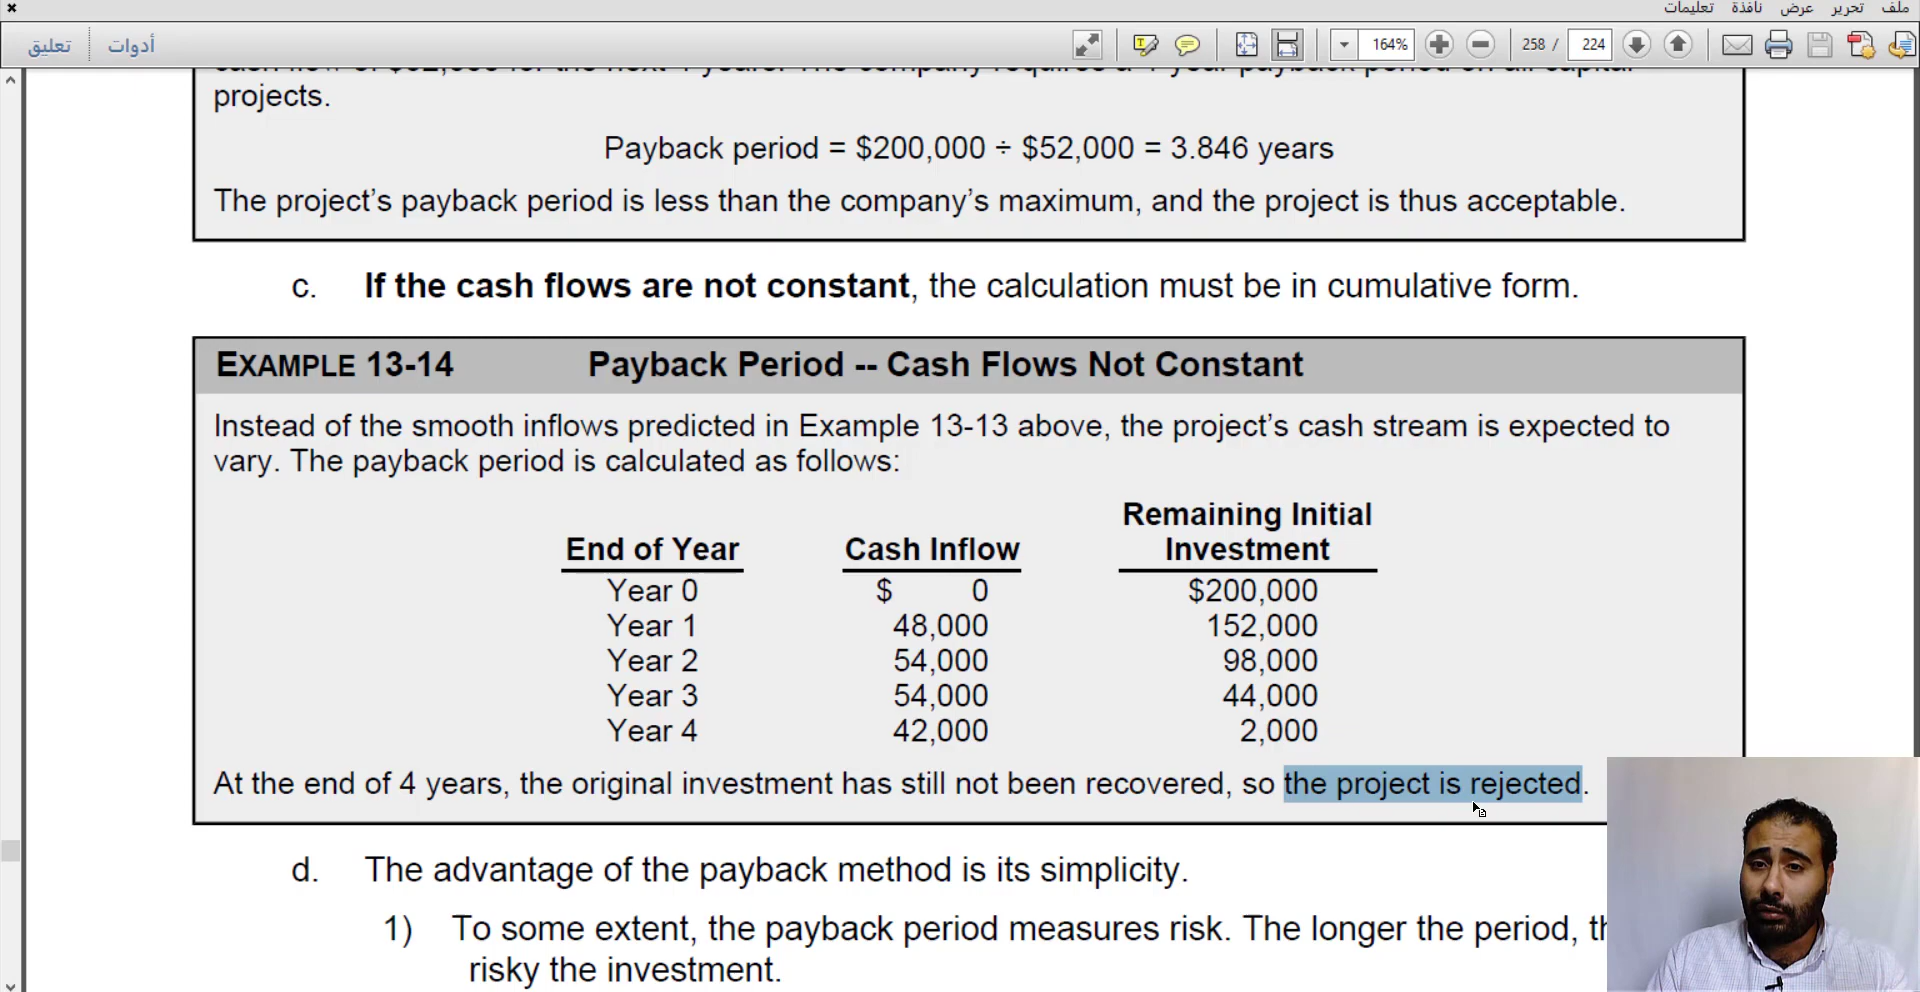 ملف تحرير عرض نافذة تعليمات
أدوات تعليق
164% 258 / 224
projects.
Payback period = $200,000 ÷ $52,000 = 3.846 years
The project's payback period is less than the company's maximum, and the project is thus acceptable.
c. If the cash flows are not constant, the calculation must be in cumulative form.
EXAMPLE 13-14 Payback Period -- Cash Flows Not Constant
Instead of the smooth inflows predicted in Example 13-13 above, the project's cash stream is expected to
vary. The payback period is calculated as follows:
Remaining Initial
End of Year Cash Inflow Investment
Year 0 $ 0 $200,000
Year 1 48,000 152,000
Year 2 54,000 98,000
Year 3 54,000 44,000
Year 4 42,000 2,000
At the end of 4 years, the original investment has still not been recovered, so the project is rejected.
d. The advantage of the payback method is its simplicity.
1) To some extent, the payback period measures risk. The longer the period,
risky the investment.